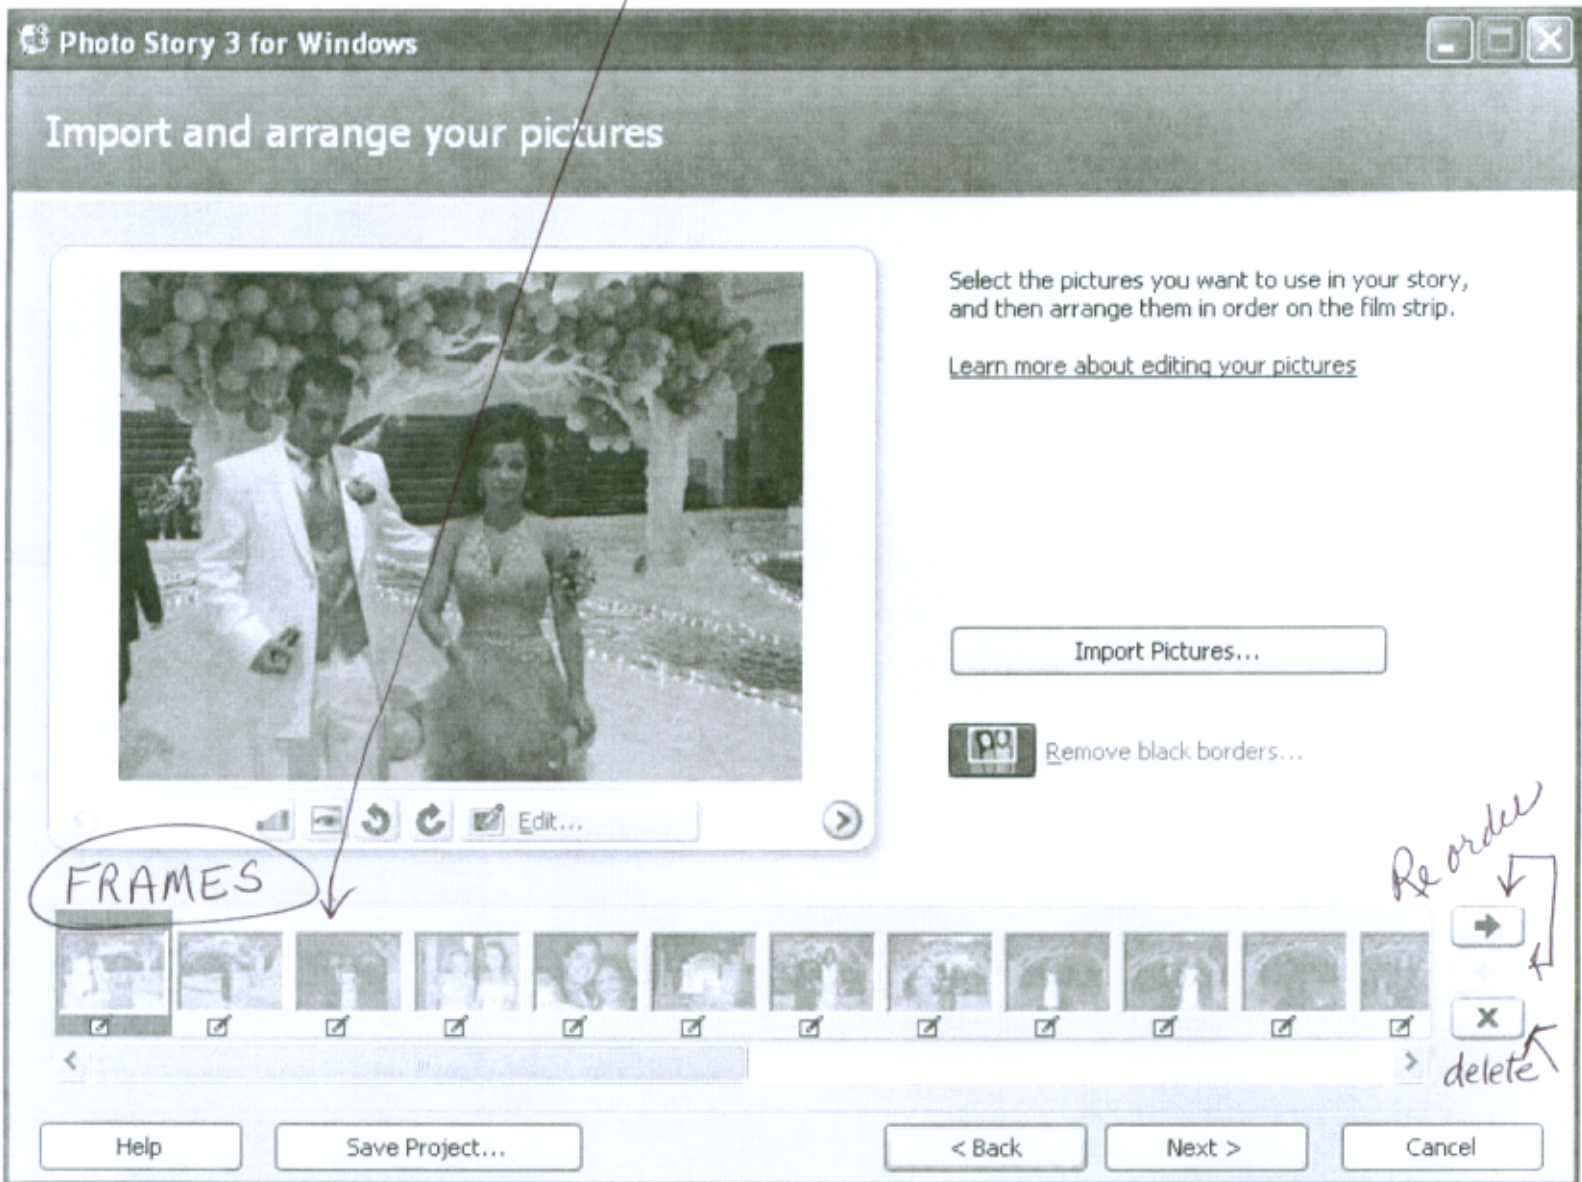 Photo Story 3 for Windows
Import and arrange your pictures
Select the pictures you want to use in your story,
and then arrange them in order on the film strip.
Learn more about editing your pictures
Import Pictures...
Remove black borders...
Edit...
Re order
FRAMES
delete
Help
Save Project...
< Back
Next >
Cancel